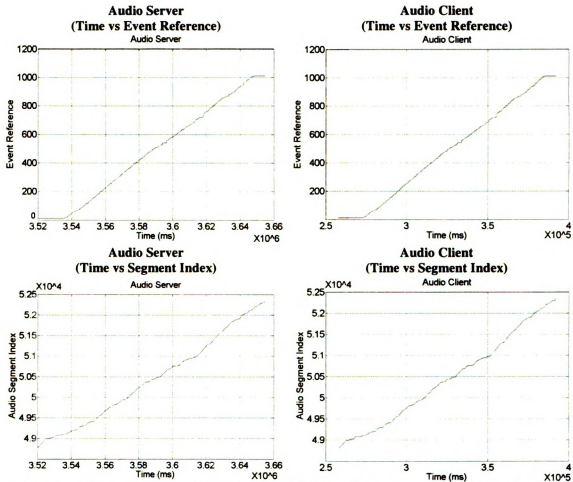 Audio Server
(Time vs Event Reference)
Audio Server
1200
1000
800
600
400
200
0
Event Reference
3.52 3.54 3.56 3.58 3.6 3.62 3.64 3.66
Time (ms)
X10^6
Audio Client
(Time vs Event Reference)
Audio Client
1200
1000
800
600
400
200
Event Reference
2.5 3 3.5 4
Time (ms)
X10^5
Audio Server
(Time vs Segment Index)
Audio Server
X10^4
5.25
5.2
5.15
5.1
5.05
5
4.95
4.9
Audio Segment Index
3.52 3.54 3.56 3.58 3.6 3.62 3.64 3.66
Time (ms)
X10^6
Audio Client
(Time vs Segment Index)
Audio Client
X10^4
5.25
5.2
5.15
5.1
5.05
5
4.95
4.9
Audio Segment Index
2.5 3 3.5 4
Time (ms)
X10^5